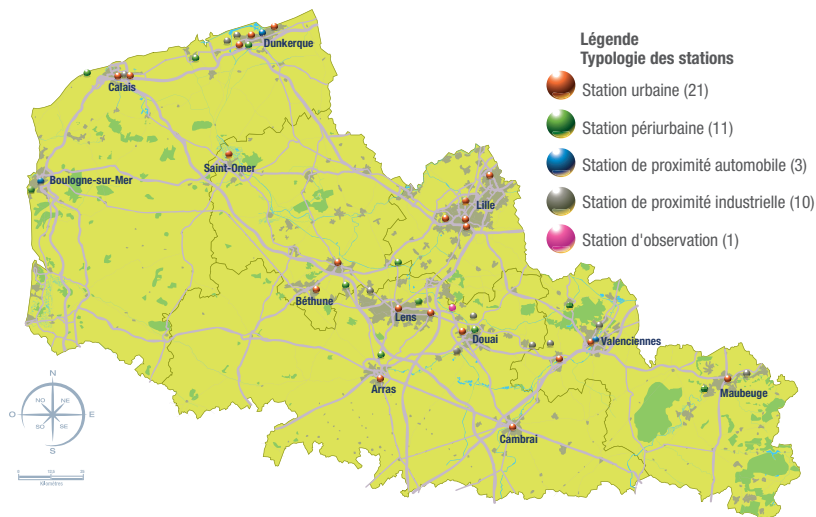 Légende
Typologie des stations
Station urbaine (21)
Station périurbaine (11)
Station de proximité automobile (3)
Station de proximité industrielle (10)
Station d'observation (1)
Dunkerque
Calais
Saint-Omer
Boulogne-sur-Mer
Lille
Béthune
Lens
Douai
Valenciennes
Arras
Maubeuge
Cambrai
N
NO
NE
O
E
SO
SE
S
Kilomètres